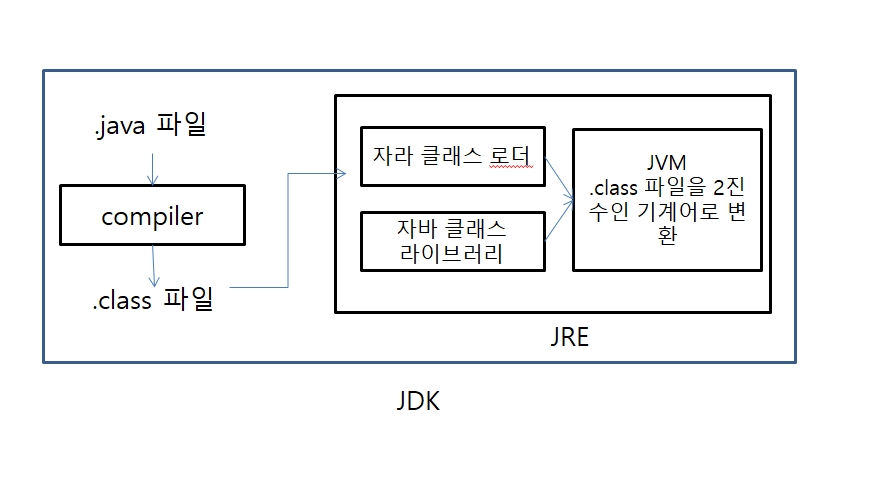 .java 파일
compiler
.class 파일
자라 클래스 로더
자바 클래스
라이브러리
JVM
.class 파일을 2진
수인 기계어로 변
환
JRE
JDK